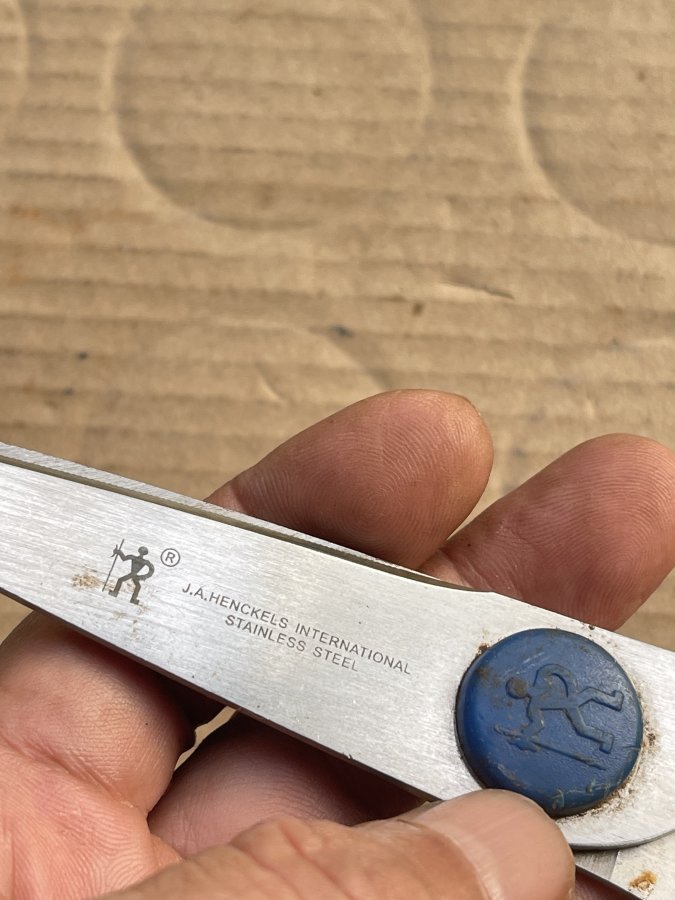 ®
J.A.HENCKELS INTERNATIONAL
STAINLESS STEEL